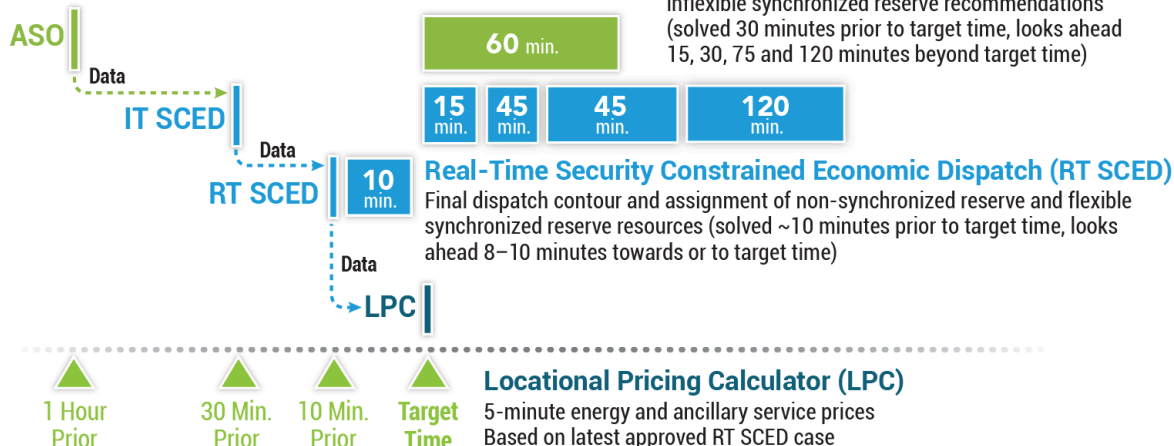 inflexible synchronized reserve recommendations
(solved 30 minutes prior to target time, looks ahead
15, 30, 75 and 120 minutes beyond target time)
ASO
60 min.
Data
IT SCED
15 min.
45 min.
45 min.
120 min.
Data
RT SCED
10 min.
Real-Time Security Constrained Economic Dispatch (RT SCED)
Final dispatch contour and assignment of non-synchronized reserve and flexible
synchronized reserve resources (solved ~10 minutes prior to target time, looks
ahead 8–10 minutes towards or to target time)
Data
LPC
1 Hour
Prior
30 Min.
Prior
10 Min.
Prior
Target
Time
Locational Pricing Calculator (LPC)
5-minute energy and ancillary service prices
Based on latest approved RT SCED case